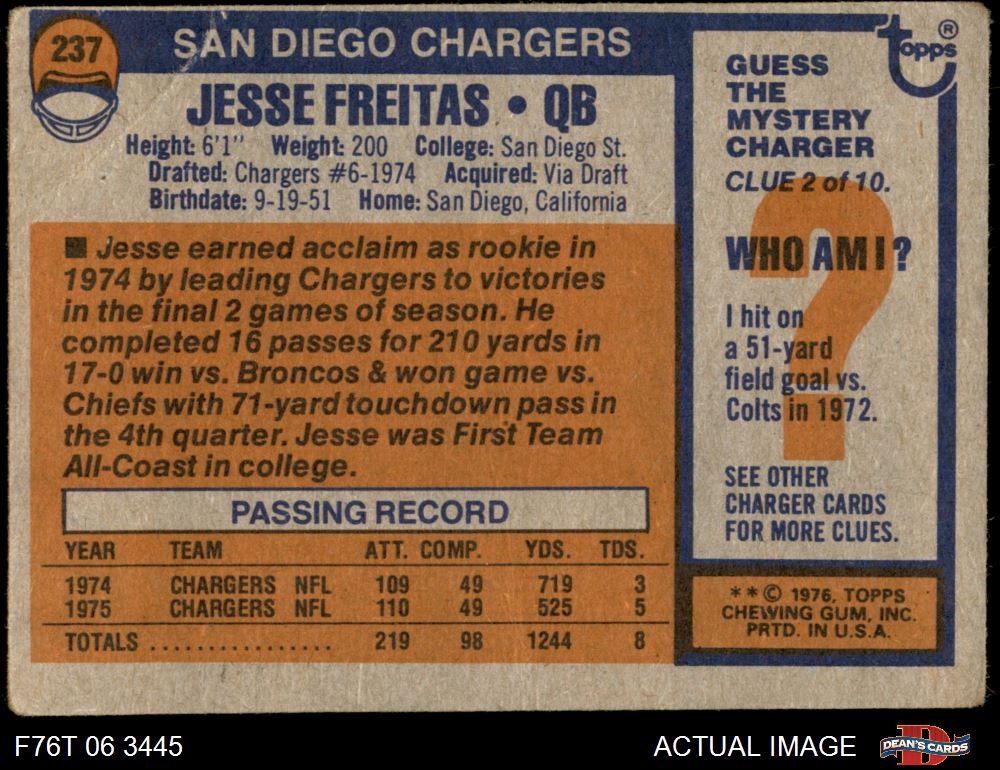 237
SAN DIEGO CHARGERS
JESSE FREITAS • QB
Height: 6'1" Weight: 200 College: San Diego St.
Drafted: Chargers #6-1974 Acquired: Via Draft
Birthdate: 9-19-51 Home: San Diego, California
■ Jesse earned acclaim as rookie in
1974 by leading Chargers to victories
in the final 2 games of season. He
completed 16 passes for 210 yards in
17-0 win vs. Broncos & won game vs.
Chiefs with 71-yard touchdown pass in
the 4th quarter. Jesse was First Team
All-Coast in college.
PASSING RECORD
YEAR TEAM ATT. COMP. YDS. TDS.
1974 CHARGERS NFL 109 49 719 3
1975 CHARGERS NFL 110 49 525 5
TOTALS ................ 219 98 1244 8
topps ®
GUESS
THE
MYSTERY
CHARGER
CLUE 2 of 10.
WHO AM I?
I hit on
a 51-yard
field goal vs.
Colts in 1972.
SEE OTHER
CHARGER CARDS
FOR MORE CLUES.
** © 1976, TOPPS
CHEWING GUM, INC.
PRTD. IN U.S.A.
F76T 06 3445
ACTUAL IMAGE
D
DEAN'S CARDS